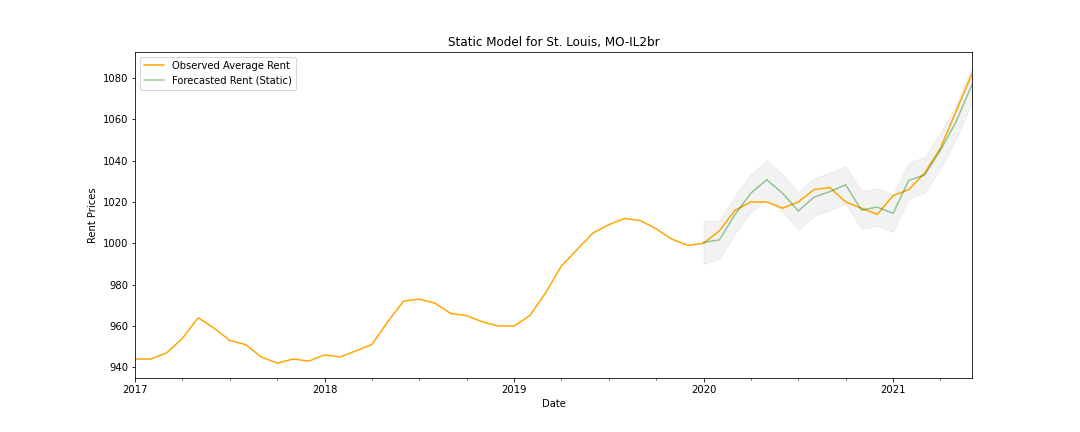 Static Model for St. Louis, MO-IL2br
Observed Average Rent
Forecasted Rent (Static)
1080
1060
1040
1020
1000
980
960
940
Rent Prices
2017
2018
2019
2020
2021
Date